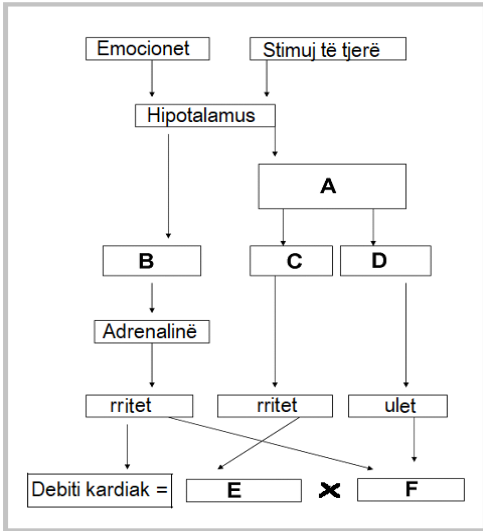 Emocionet
Stimuj të tjerë
Hipotalamus
A
B
C
D
Adrenalinë
rritet
rritet
ulet
Debiti kardiak =
E
×
F